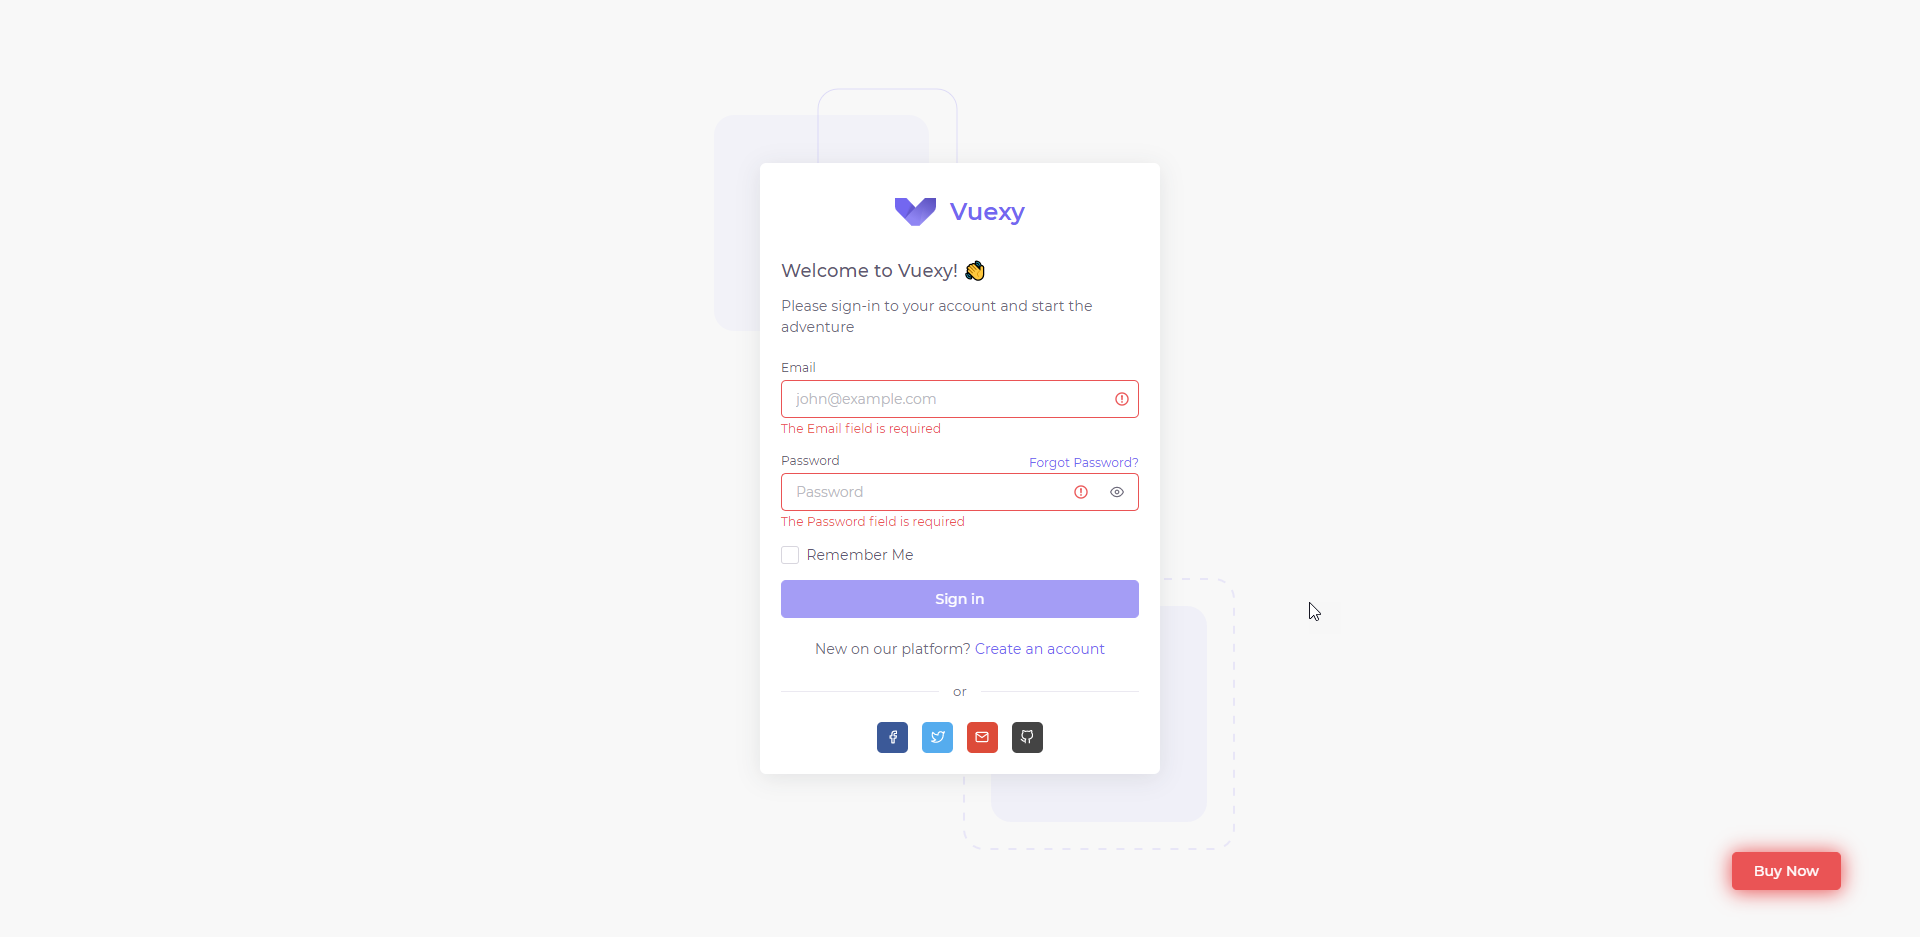 Vuexy
Welcome to Vuexy! 👋
Please sign-in to your account and start the
adventure
Email
john@example.com
The Email field is required
Password
Forgot Password?
Password
The Password field is required
Remember Me
Sign in
New on our platform? Create an account
or
Buy Now